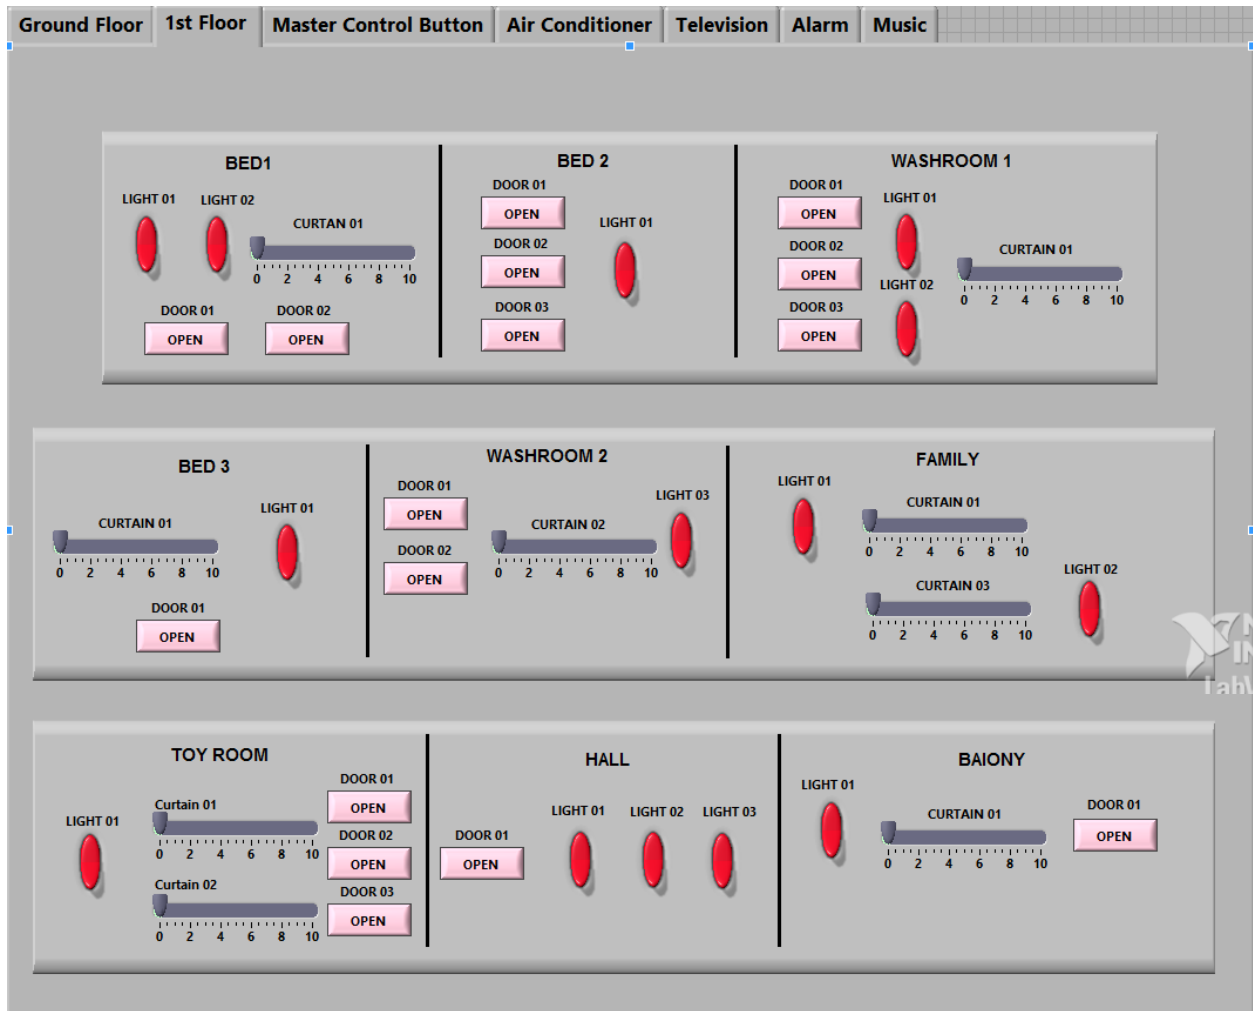 Ground Floor 1st Floor Master Control Button Air Conditioner Television Alarm Music
BED1
LIGHT 01 LIGHT 02
CURTAN 01
0 2 4 6 8 10
DOOR 01 DOOR 02
OPEN OPEN
BED 2
DOOR 01
OPEN
DOOR 02
OPEN
DOOR 03
OPEN
LIGHT 01
WASHROOM 1
DOOR 01
OPEN
DOOR 02
OPEN
DOOR 03
OPEN
LIGHT 01
LIGHT 02
CURTAIN 01
0 2 4 6 8 10
BED 3
CURTAIN 01
0 2 4 6 8 10
LIGHT 01
DOOR 01
OPEN
WASHROOM 2
DOOR 01
OPEN
DOOR 02
OPEN
CURTAIN 02
0 2 4 6 8 10
LIGHT 03
FAMILY
LIGHT 01
CURTAIN 01
0 2 4 6 8 10
CURTAIN 03
0 2 4 6 8 10
LIGHT 02
TOY ROOM
LIGHT 01
Curtain 01
0 2 4 6 8 10
Curtain 02
0 2 4 6 8 10
DOOR 01
OPEN
DOOR 02
OPEN
DOOR 03
OPEN
HALL
DOOR 01
OPEN
LIGHT 01 LIGHT 02 LIGHT 03
BAIONY
LIGHT 01
CURTAIN 01
0 2 4 6 8 10
DOOR 01
OPEN